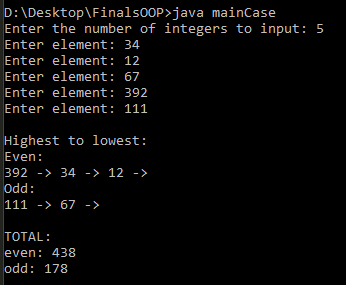 D:\Desktop\FinalsOOP>java mainCase
Enter the number of integers to input: 5
Enter element: 34
Enter element: 12
Enter element: 67
Enter element: 392
Enter element: 111
Highest to lowest:
Even:
392 -> 34 -> 12 ->
Odd:
111 -> 67 ->
TOTAL:
even: 438
odd: 178